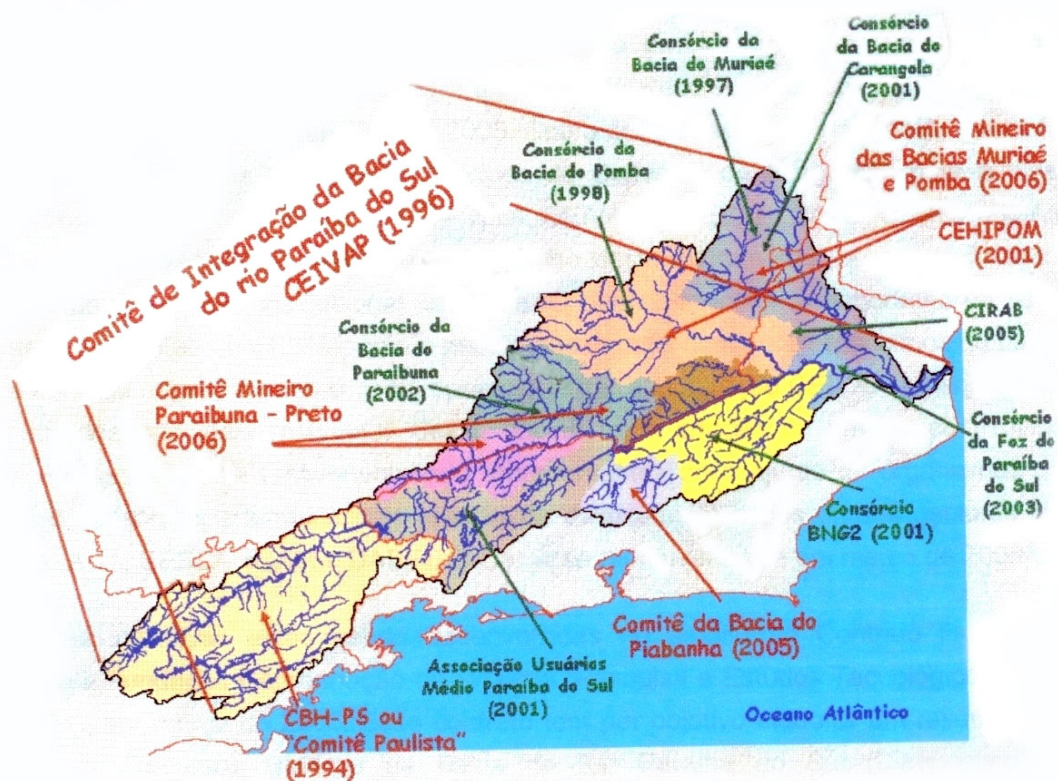 Consórcio da
Bacia do Muriaé
(1997)
Consórcio
da Bacia do
Carangola
(2001)
Comitê Mineiro
das Bacias Muriaé
e Pomba (2006)
CEHIPOM
(2001)
Consórcio da
Bacia do Pomba
(1998)
Comitê de Integração da Bacia
do rio Paraíba do Sul
CEIVAP (1996)
CIRAB
(2005)
Consórcio da
Bacia do
Paraibuna
(2002)
Comitê Mineiro
Paraibuna - Preto
(2006)
Consórcio
da Foz do
Paraíba
do Sul
(2003)
Consórcio
BNG2 (2001)
Comitê da Bacia do
Piabanha (2005)
Associação Usuários
Médio Paraíba do Sul
(2001)
CBH-PS ou
"Comitê Paulista"
(1994)
Oceano Atlântico